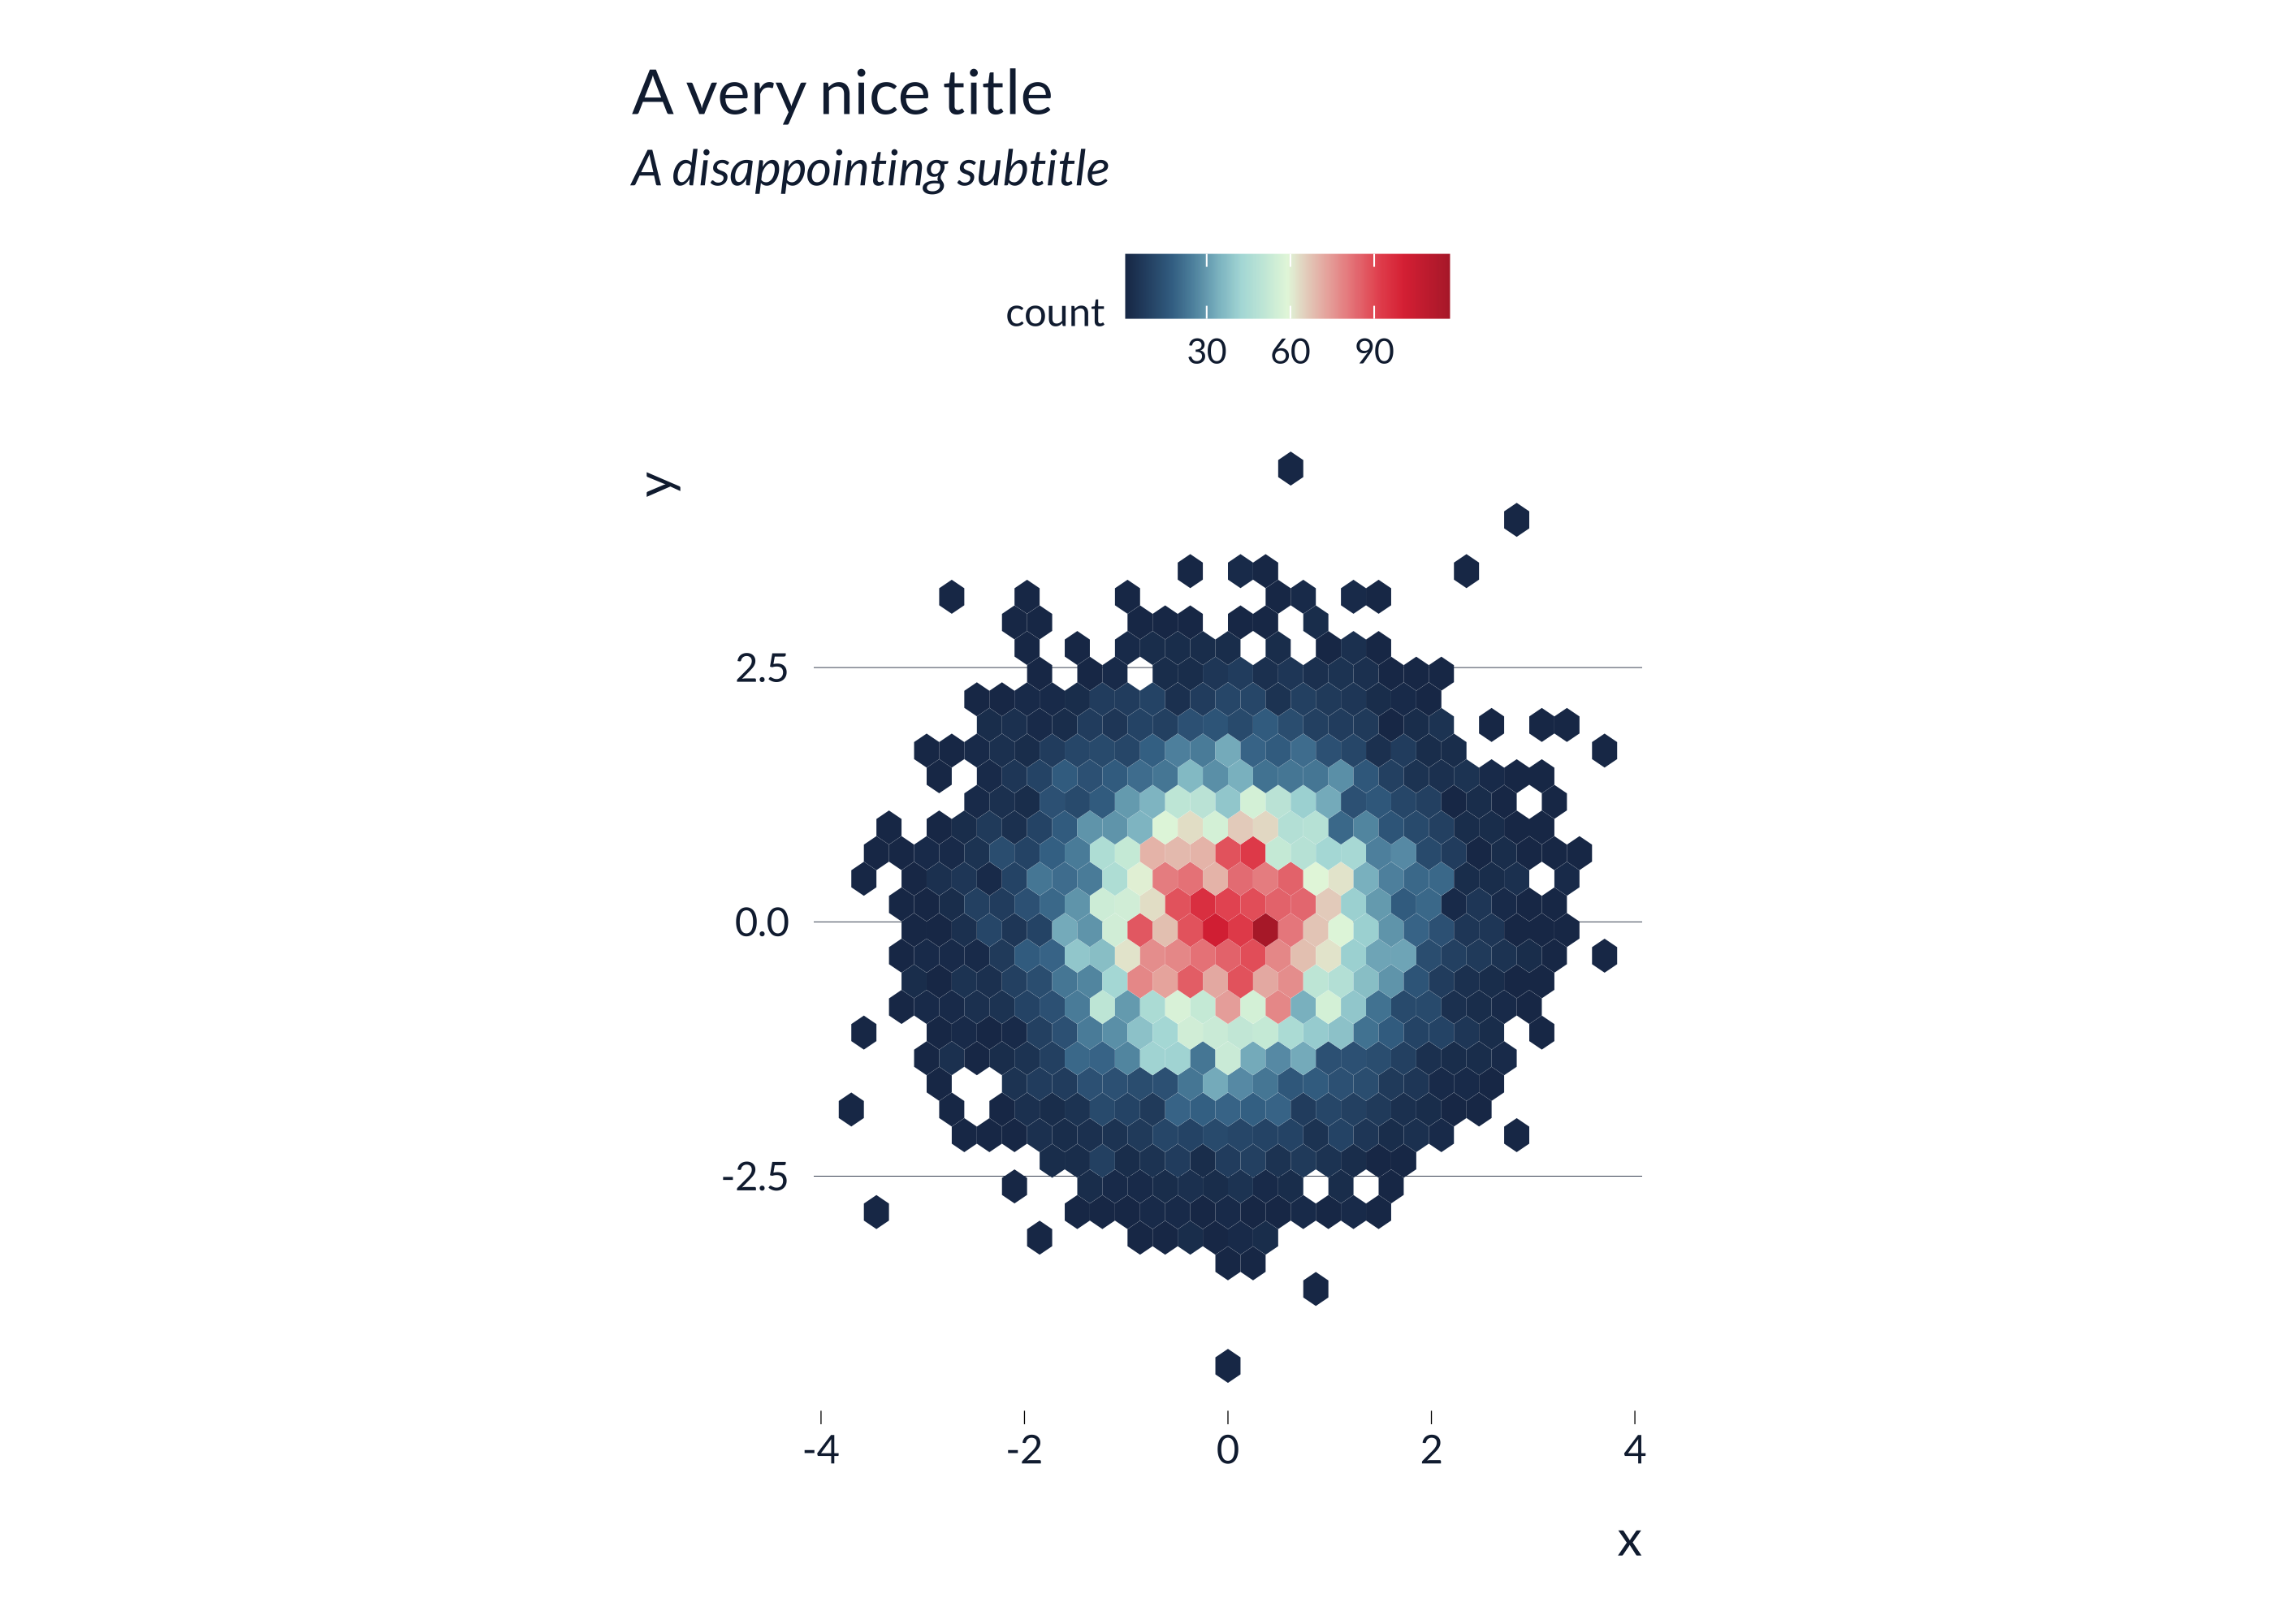 A very nice title
A disappointing subtitle
count
30 60 90
y
2.5
0.0
-2.5
-4 -2 0 2 4
x